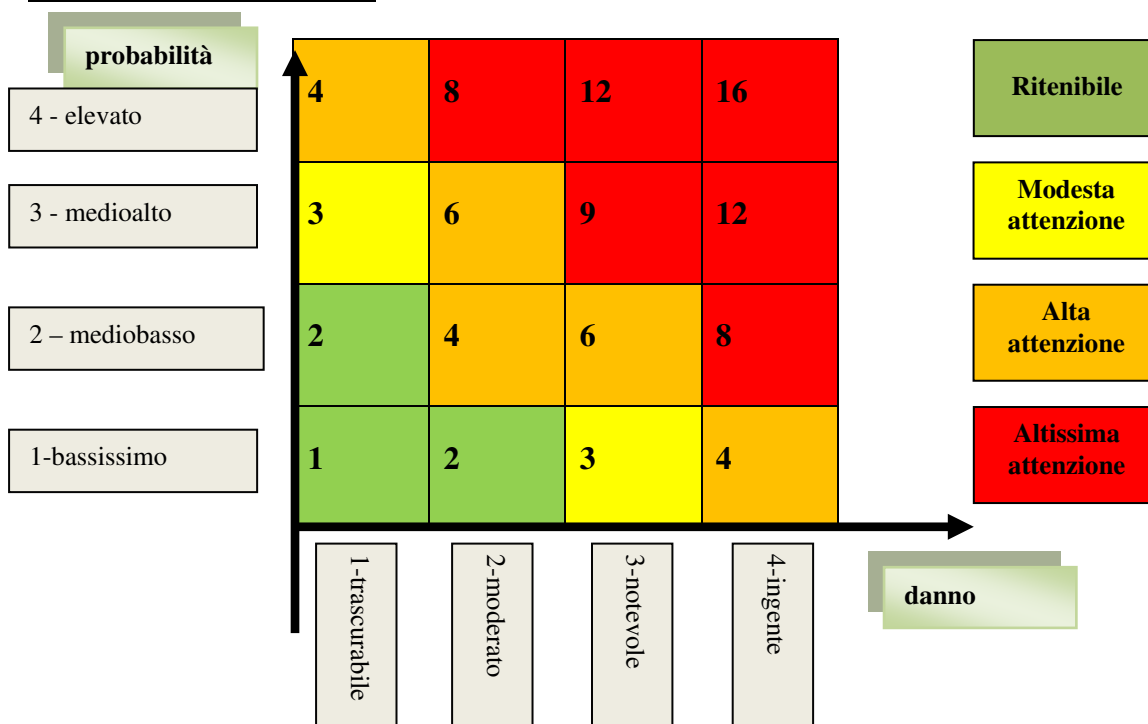 probabilità
4 - elevato
4 8 12 16
Ritenibile
3 - medioalto
3 6 9 12
Modesta
attenzione
2 – mediobasso
2 4 6 8
Alta
attenzione
1-bassissimo
1 2 3 4
Altissima
attenzione
1-trascurabile
2-moderato
3-notevole
4-ingente
danno